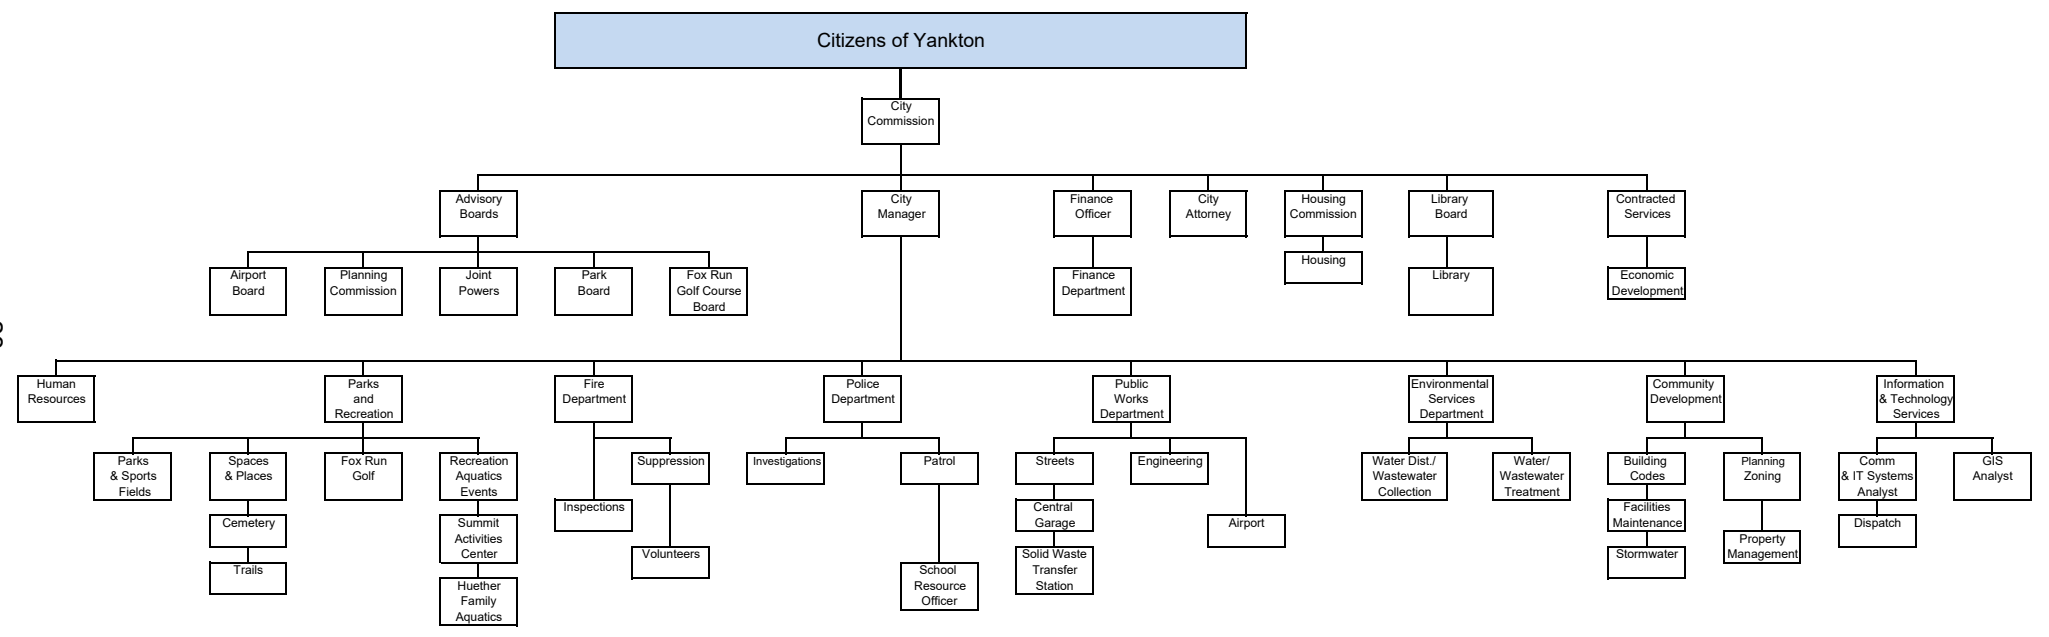 Citizens of Yankton
City
Commission
Advisory
Boards
City
Manager
Finance
Officer
City
Attorney
Housing
Commission
Library
Board
Contracted
Services
Airport
Board
Planning
Commission
Joint
Powers
Park
Board
Fox Run
Golf Course
Board
Finance
Department
Housing
Library
Economic
Development
Human
Resources
Parks
and
Recreation
Fire
Department
Police
Department
Public
Works
Department
Environmental
Services
Department
Community
Development
Information
& Technology
Services
Parks
& Sports
Fields
Spaces
& Places
Fox Run
Golf
Recreation
Aquatics
Events
Suppression
Investigations
Patrol
Streets
Engineering
Water Dist./
Wastewater
Collection
Water/
Wastewater
Treatment
Building
Codes
Planning
Zoning
Comm
& IT Systems
Analyst
GIS
Analyst
Cemetery
Summit
Activities
Center
Inspections
Central
Garage
Airport
Facilities
Maintenance
Dispatch
Trails
Volunteers
Solid Waste
Transfer
Station
Stormwater
Property
Management
Huether
Family
Aquatics
School
Resource
Officer